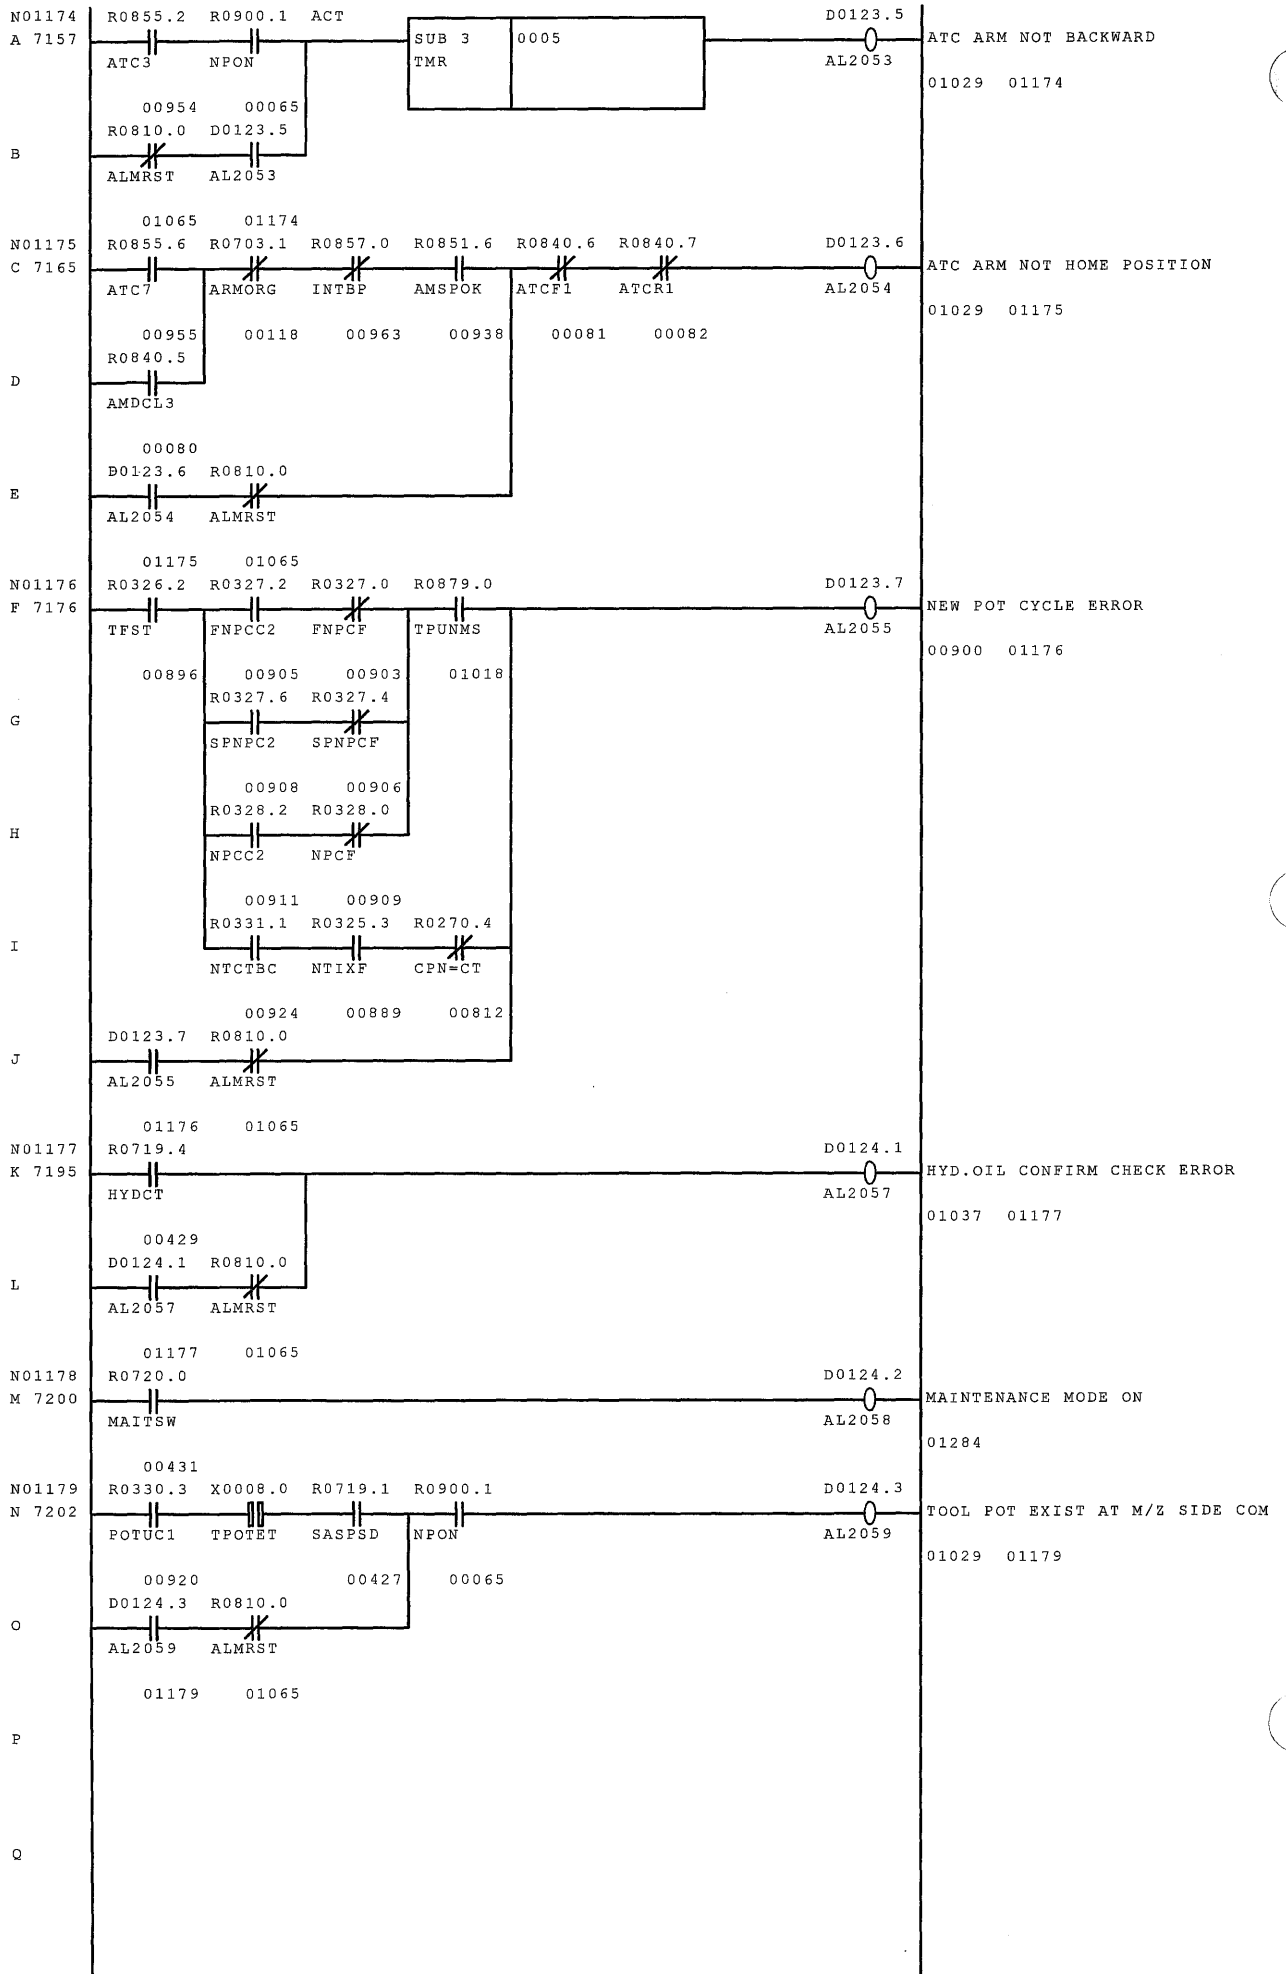 N01174 R0855.2 R0900.1 ACT D0123.5
A 7157 SUB 3 0005 ATC ARM NOT BACKWARD
ATC3 NPON TMR AL2053
01029 01174
00954 00065
R0810.0 D0123.5
B
ALMRST AL2053
01065 01174
N01175 R0855.6 R0703.1 R0857.0 R0851.6 R0840.6 R0840.7 D0123.6
C 7165 ATC ARM NOT HOME POSITION
ATC7 ARMORG INTBP AMSPOK ATCF1 ATCR1 AL2054
01029 01175
00955 00118 00963 00938 00081 00082
R0840.5
D
AMDCL3
00080
D0123.6 R0810.0
E
AL2054 ALMRST
01175 01065
N01176 R0326.2 R0327.2 R0327.0 R0879.0 D0123.7
F 7176 NEW POT CYCLE ERROR
TFST FNPCC2 FNPCF TPUNMS AL2055
00900 01176
00896 00905 00903 01018
R0327.6 R0327.4
G
SPNPC2 SPNPCF
00908 00906
R0328.2 R0328.0
H
NPCC2 NPCF
00911 00909
R0331.1 R0325.3 R0270.4
I
NTCTBC NTIXF CPN=CT
00924 00889 00812
D0123.7 R0810.0
J
AL2055 ALMRST
01176 01065
N01177 R0719.4 D0124.1
K 7195 HYD.OIL CONFIRM CHECK ERROR
HYDCT AL2057
01037 01177
00429
D0124.1 R0810.0
L
AL2057 ALMRST
01177 01065
N01178 R0720.0 D0124.2
M 7200 MAINTENANCE MODE ON
MAITSW AL2058
01284
00431
N01179 R0330.3 X0008.0 R0719.1 R0900.1 D0124.3
N 7202 TOOL POT EXIST AT M/Z SIDE COM
POTUC1 TPOTET SASPSD NPON AL2059
01029 01179
00920 00427 00065
D0124.3 R0810.0
O
AL2059 ALMRST
01179 01065
P
Q